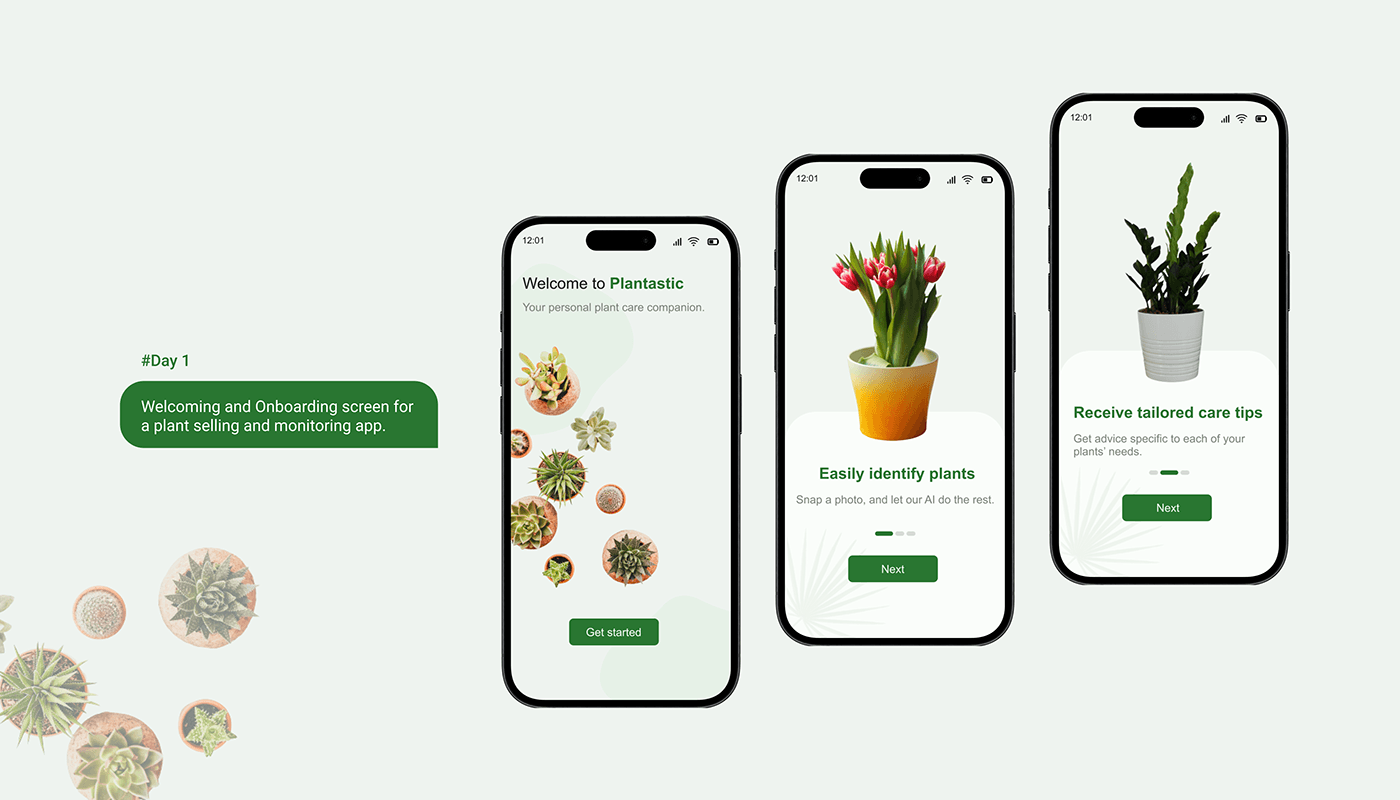 #Day 1
Welcoming and Onboarding screen for
a plant selling and monitoring app.
12:01
Welcome to Plantastic
Your personal plant care companion.
Get started
12:01
Easily identify plants
Snap a photo, and let our AI do the rest.
Next
12:01
Receive tailored care tips
Get advice specific to each of your
plants’ needs.
Next